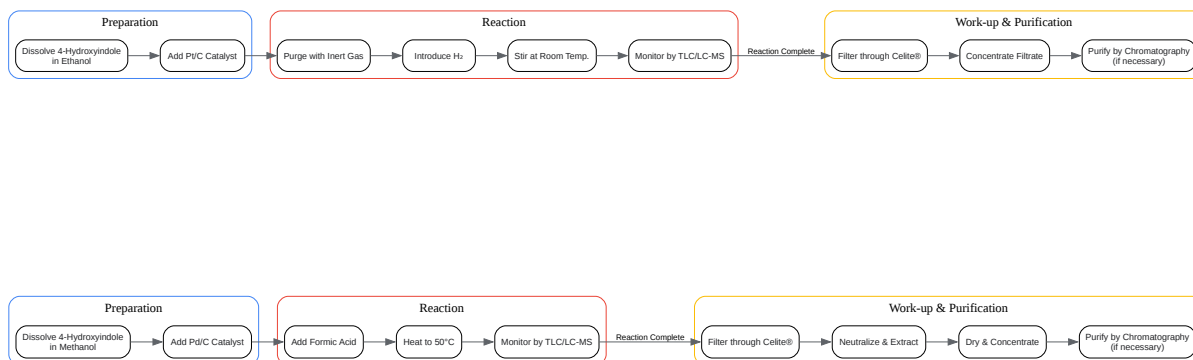 Preparation
Dissolve 4-Hydroxyindole
in Ethanol
Add Pt/C Catalyst
Reaction
Purge with Inert Gas
Introduce H₂
Stir at Room Temp.
Monitor by TLC/LC-MS
Reaction Complete
Work-up & Purification
Filter through Celite®
Concentrate Filtrate
Purify by Chromatography
(if necessary)
Preparation
Dissolve 4-Hydroxyindole
in Methanol
Add Pd/C Catalyst
Reaction
Add Formic Acid
Heat to 50°C
Monitor by TLC/LC-MS
Reaction Complete
Work-up & Purification
Filter through Celite®
Neutralize & Extract
Dry & Concentrate
Purify by Chromatography
(if necessary)